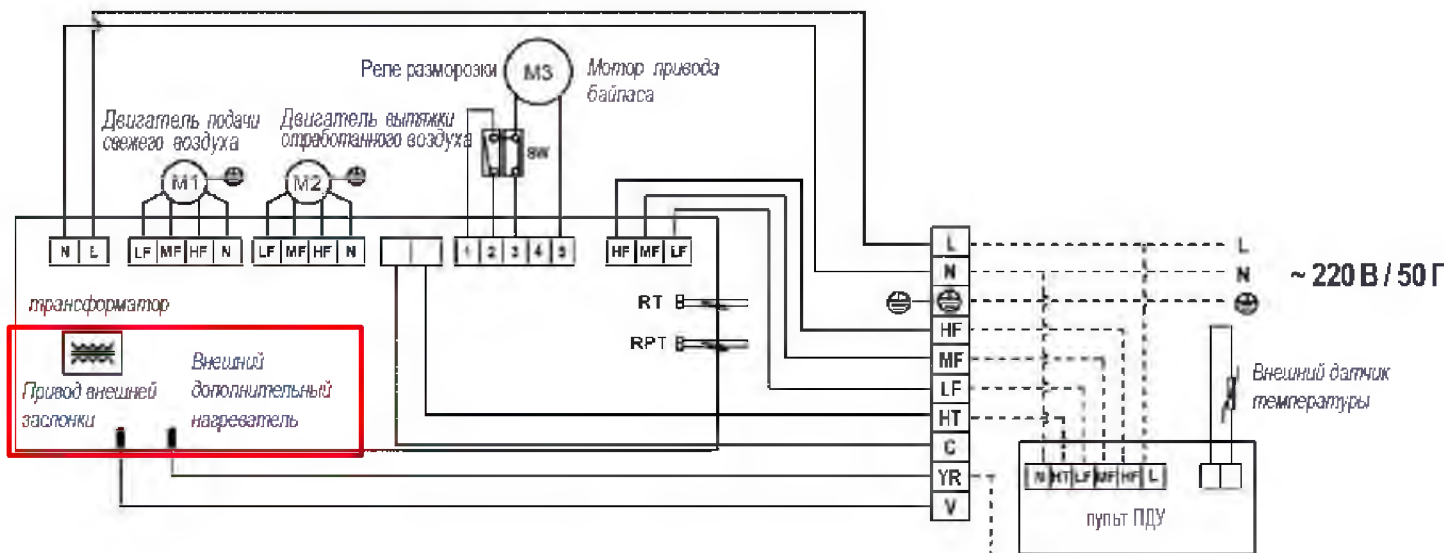 Реле разморозки
М3
Мотор привода
байпаса
Двигатель подачи
свежего воздуха
Двигатель вытяжки
отработанного воздуха
SW
M1
M2
N L
LF MF HF N
LF MF HF N
1 2 3 4 5
HF MF LF
трансформатор
RT
RPT
Привод внешней
заслонки
Внешний
дополнительный
нагреватель
L
N
HF
MF
LF
HT
C
YR
V
L
N
~ 220 В / 50 Г
Внешний датчик
температуры
N HT LF MF HF L
пульт ПДУ